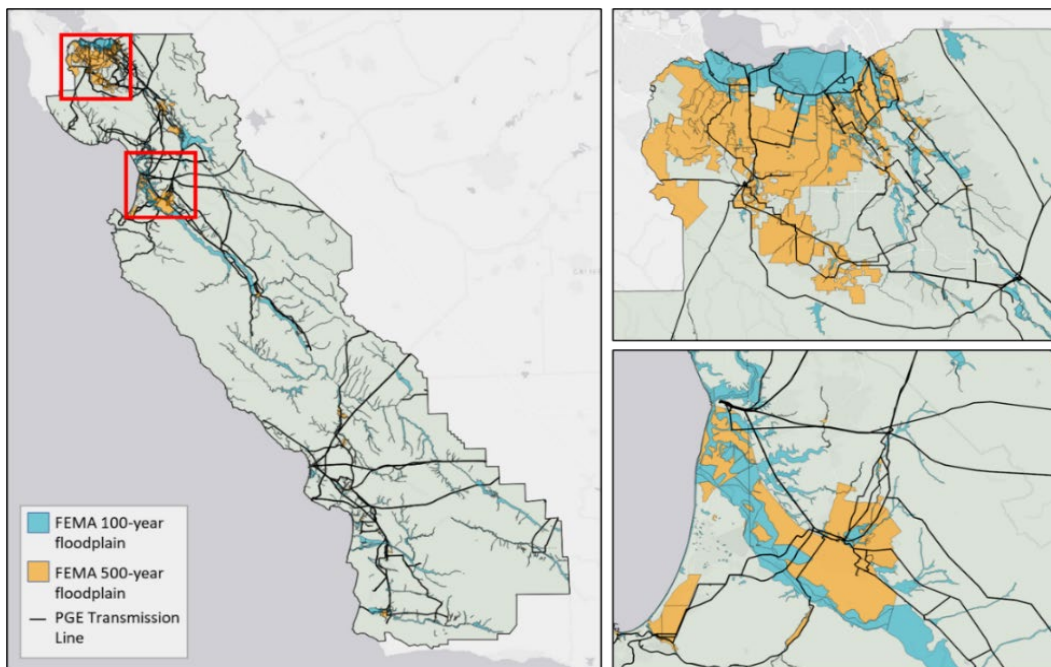 FEMA 100-year
floodplain
FEMA 500-year
floodplain
PGE Transmission
Line